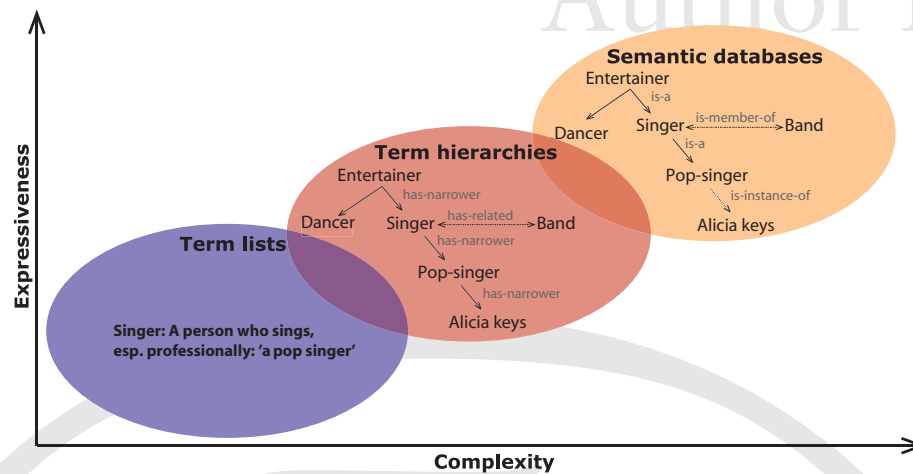 Author
Semantic databases
Entertainer
is-a
Dancer
Singer
is-member-of
Band
is-a
Pop-singer
is-instance-of
Alicia keys
Term hierarchies
Entertainer
has-narrower
Dancer
Singer
has-related
Band
has-narrower
Pop-singer
has-narrower
Alicia keys
Term lists
Singer: A person who sings,
esp. professionally: 'a pop singer'
Expressiveness
Complexity